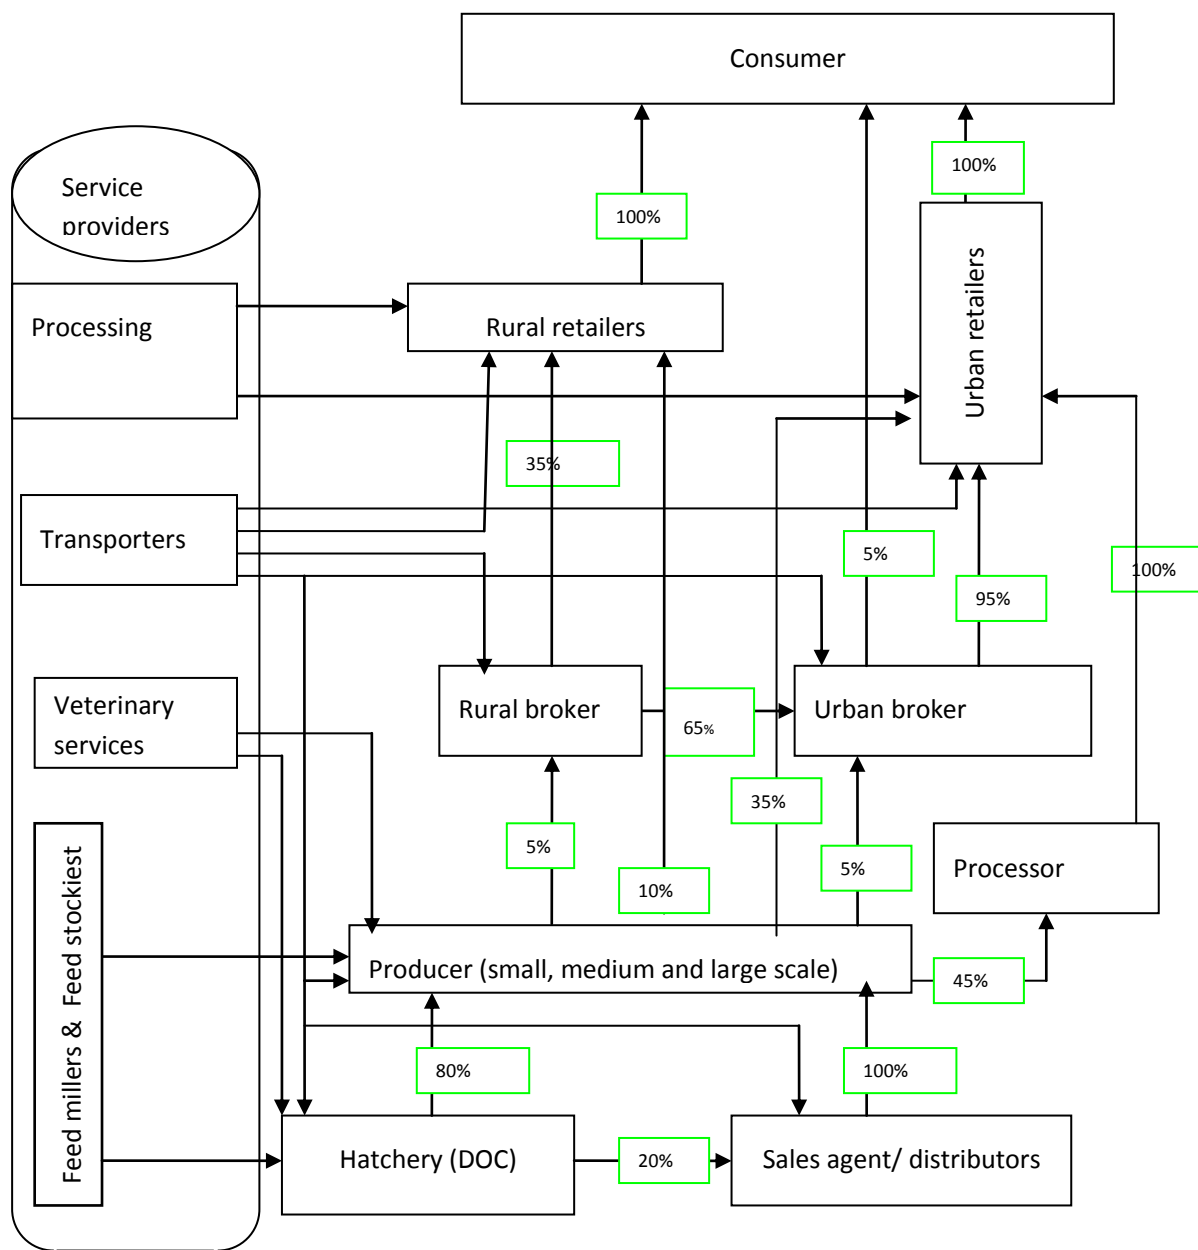 Consumer
100%
Service
providers
100%
Urban retailers
Processing
Rural retailers
35%
Transporters
5%
100%
95%
Veterinary
services
Rural broker
65%
Urban broker
35%
5%
5%
Processor
10%
Feed millers & Feed stockiest
Producer (small, medium and large scale)
45%
80%
100%
Hatchery (DOC)
20%
Sales agent/ distributors